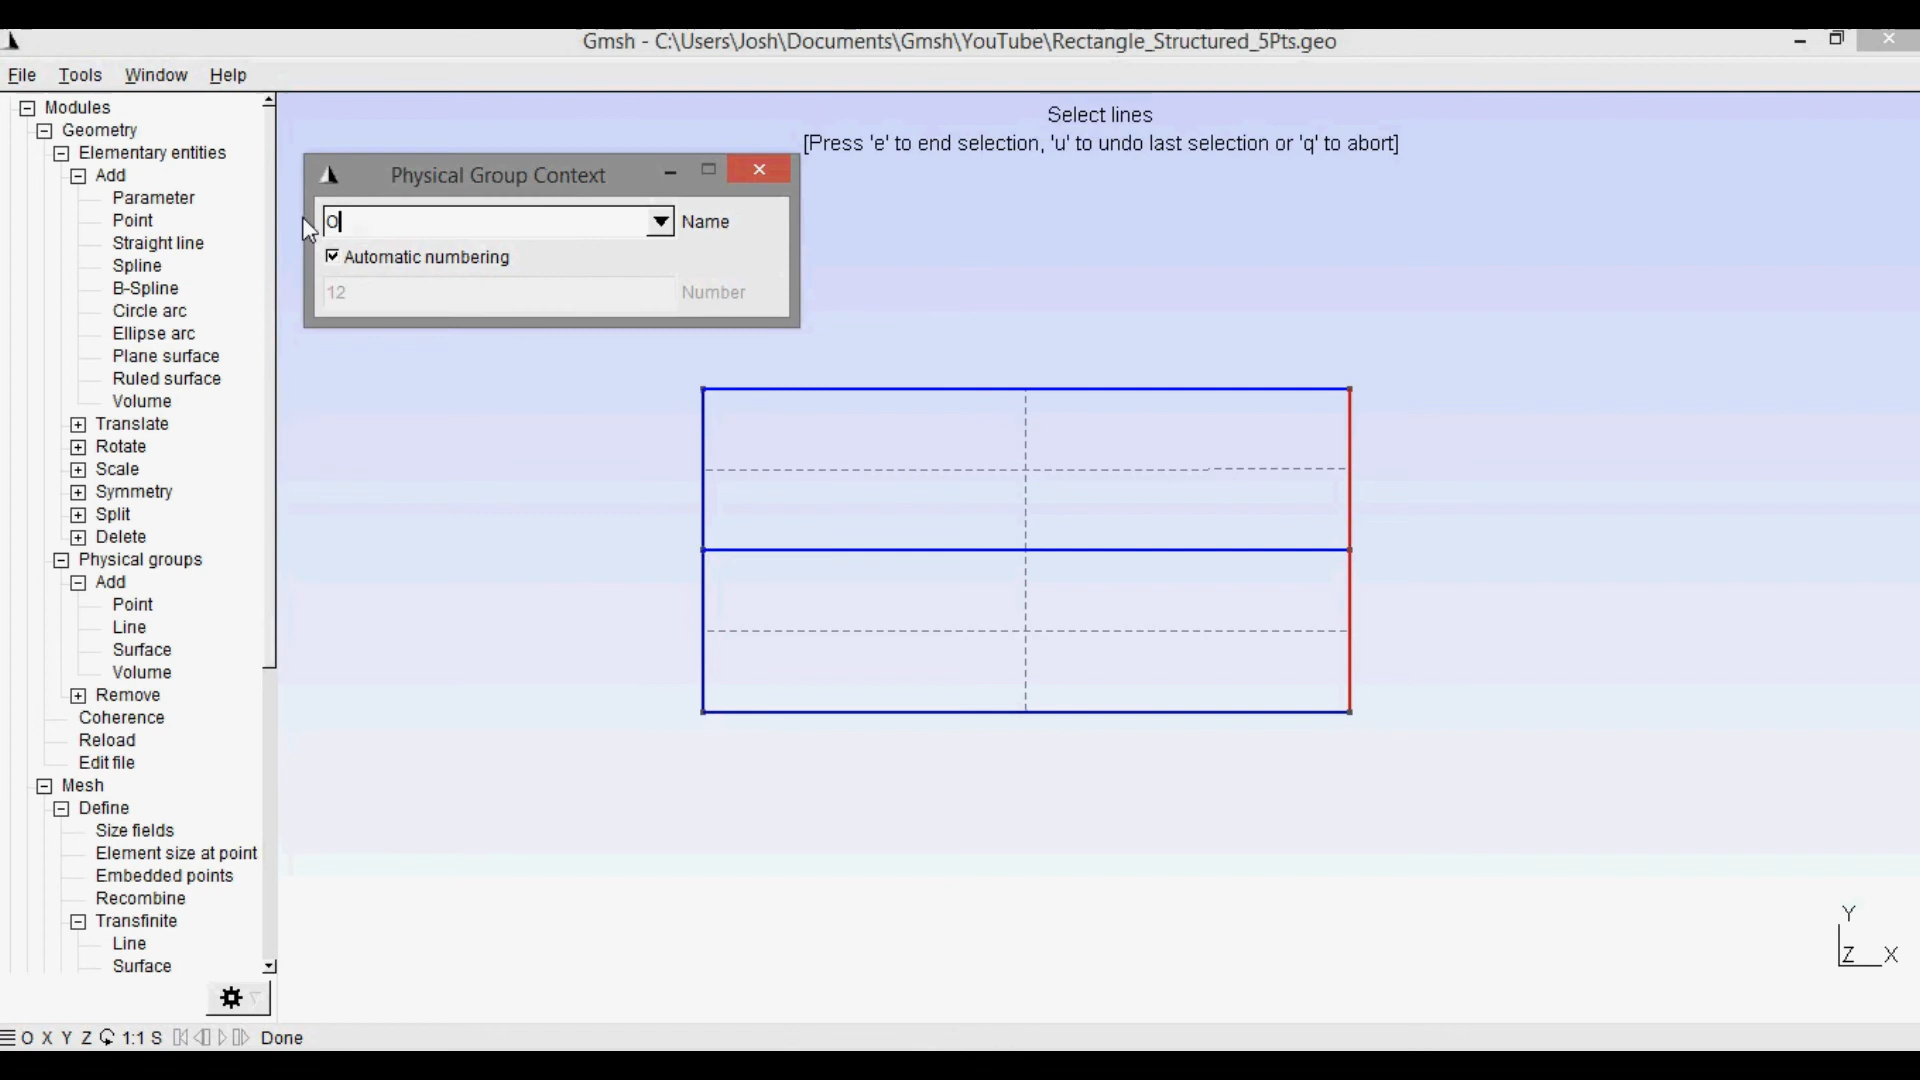 Gmsh - C:\Users\Josh\Documents\Gmsh\YouTube\Rectangle_Structured_5Pts.geo
File Tools Window Help
Modules
Geometry
Elementary entities
Add
Parameter
Point
Straight line
Spline
B-Spline
Circle arc
Ellipse arc
Plane surface
Ruled surface
Volume
Translate
Rotate
Scale
Symmetry
Split
Delete
Physical groups
Add
Point
Line
Surface
Volume
Remove
Coherence
Reload
Edit file
Mesh
Define
Size fields
Element size at point
Embedded points
Recombine
Transfinite
Line
Surface
Select lines
[Press 'e' to end selection, 'u' to undo last selection or 'q' to abort]
Physical Group Context
O Name
Automatic numbering
12 Number
Y
Z X
O X Y Z 1:1 S Done